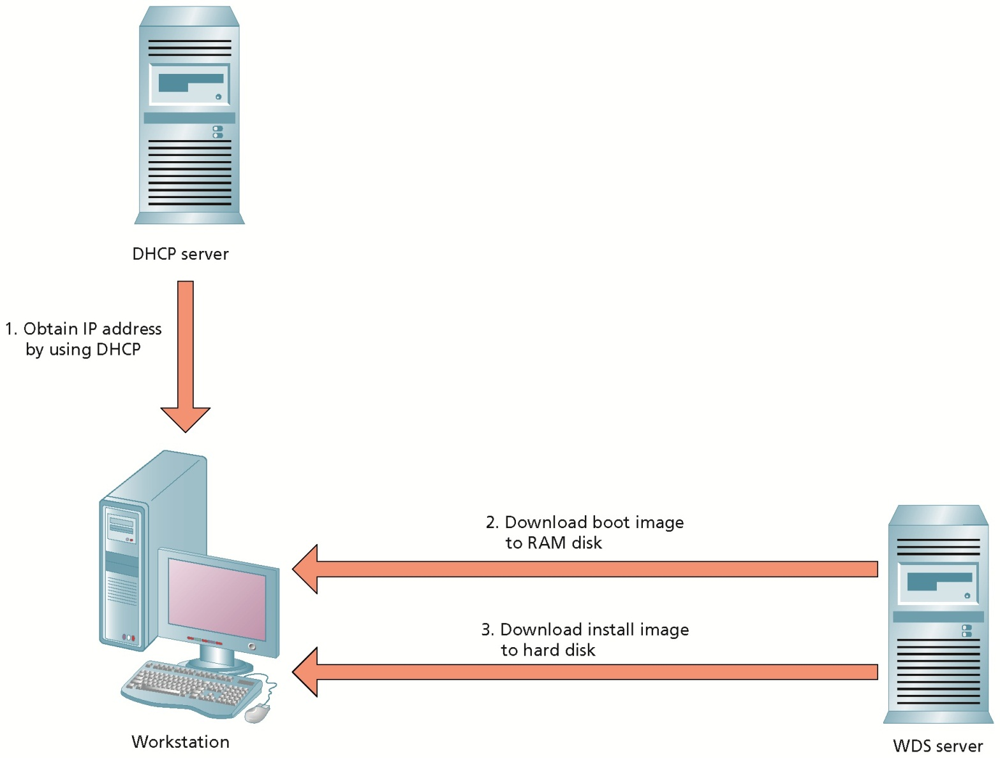 DHCP server
1. Obtain IP address
by using DHCP
2. Download boot image
to RAM disk
3. Download install image
to hard disk
Workstation
WDS server